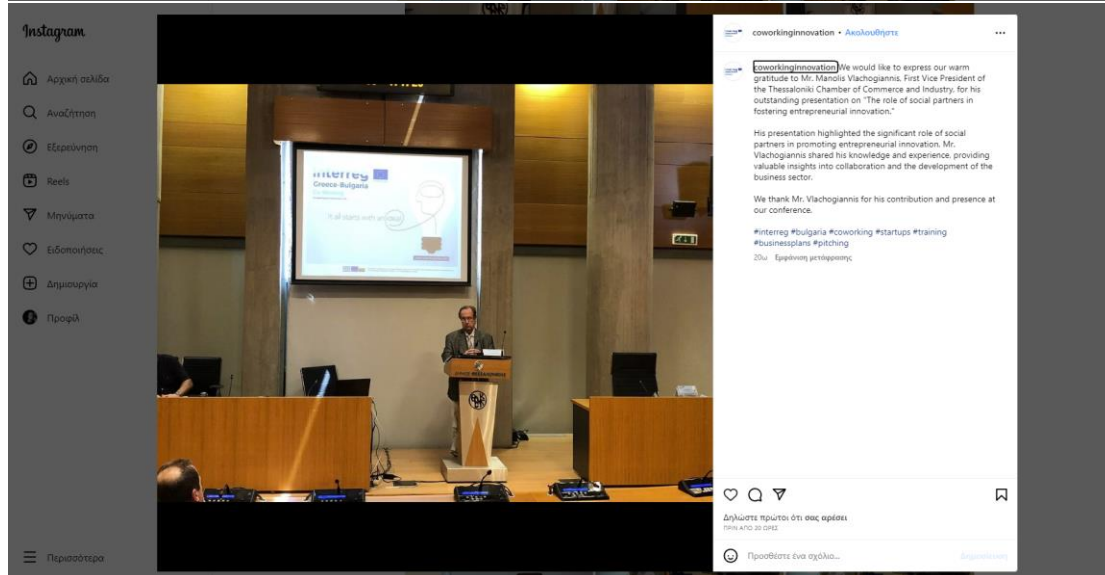 Instagram
Αρχική σελίδα
Αναζήτηση
Εξερεύνηση
Reels
Μηνύματα
Ειδοποιήσεις
Δημιουργία
Προφίλ
Περισσότερα
interreg
Greece-Bulgaria
It all starts with an idea
coworkinginnovation • Ακολουθήστε
coworkinginnovation We would like to express our warm
gratitude to Mr. Manolis Vlachogiannis, First Vice President of
the Thessaloniki Chamber of Commerce and Industry, for his
outstanding presentation on "The role of social partners in
fostering entrepreneurial innovation."
His presentation highlighted the significant role of social
partners in promoting entrepreneurial innovation. Mr.
Vlachogiannis shared his knowledge and experience, providing
valuable insights into collaboration and the development of the
business sector.
We thank Mr. Vlachogiannis for his contribution and presence at
our conference.
#interreg #bulgaria #coworking #startups #training
#businessplans #pitching
20ω Εμφάνιση μετάφρασης
Δηλώστε πρώτοι ότι σας αρέσει
ΠΡΙΝ ΑΠΟ 20 ΩΡΕΣ
Προσθέστε ένα σχόλιο...
Δημοσίευση